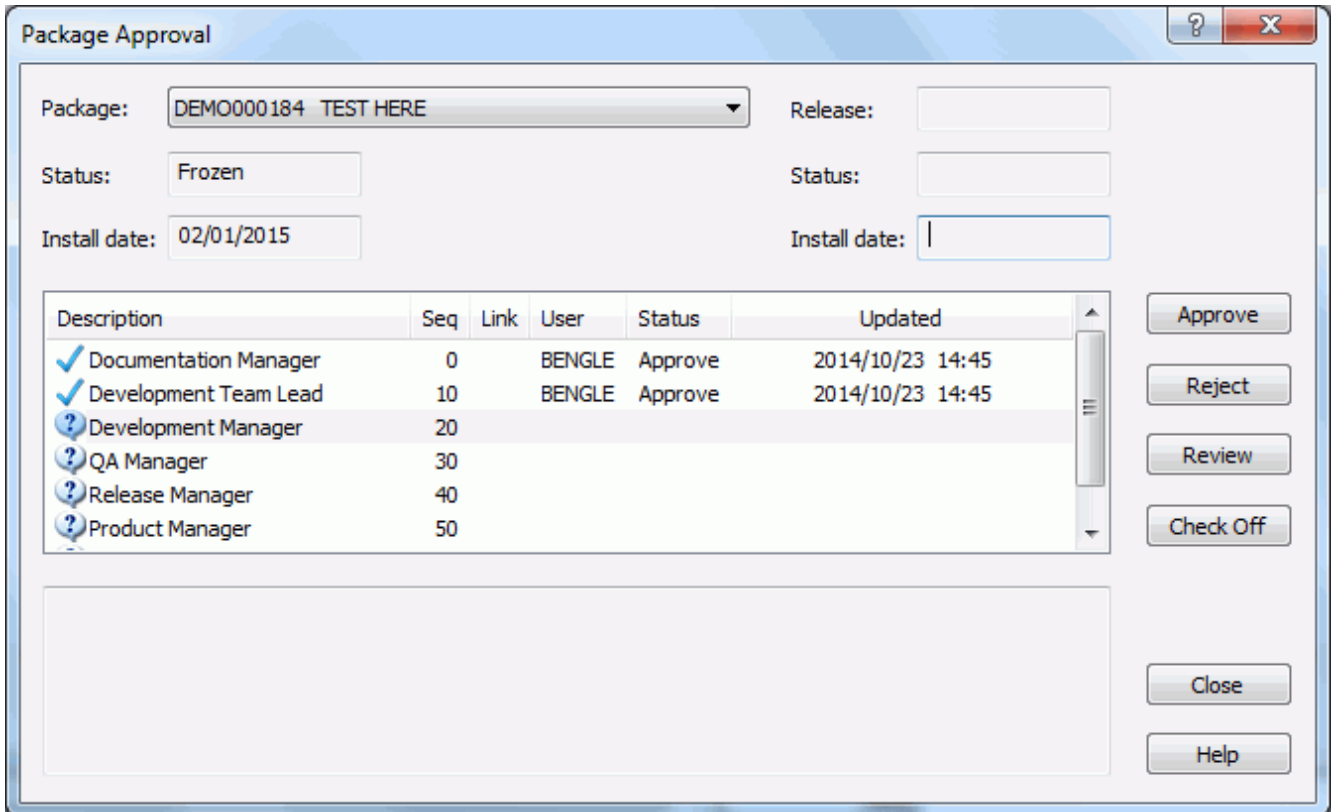 Package Approval
Package: DEMO000184 TEST HERE Release:
Status: Frozen Status:
Install date: 02/01/2015 Install date:
Description Seq Link User Status Updated
Documentation Manager 0 BENGLE Approve 2014/10/23 14:45
Development Team Lead 10 BENGLE Approve 2014/10/23 14:45
Development Manager 20
QA Manager 30
Release Manager 40
Product Manager 50
Approve
Reject
Review
Check Off
Close
Help